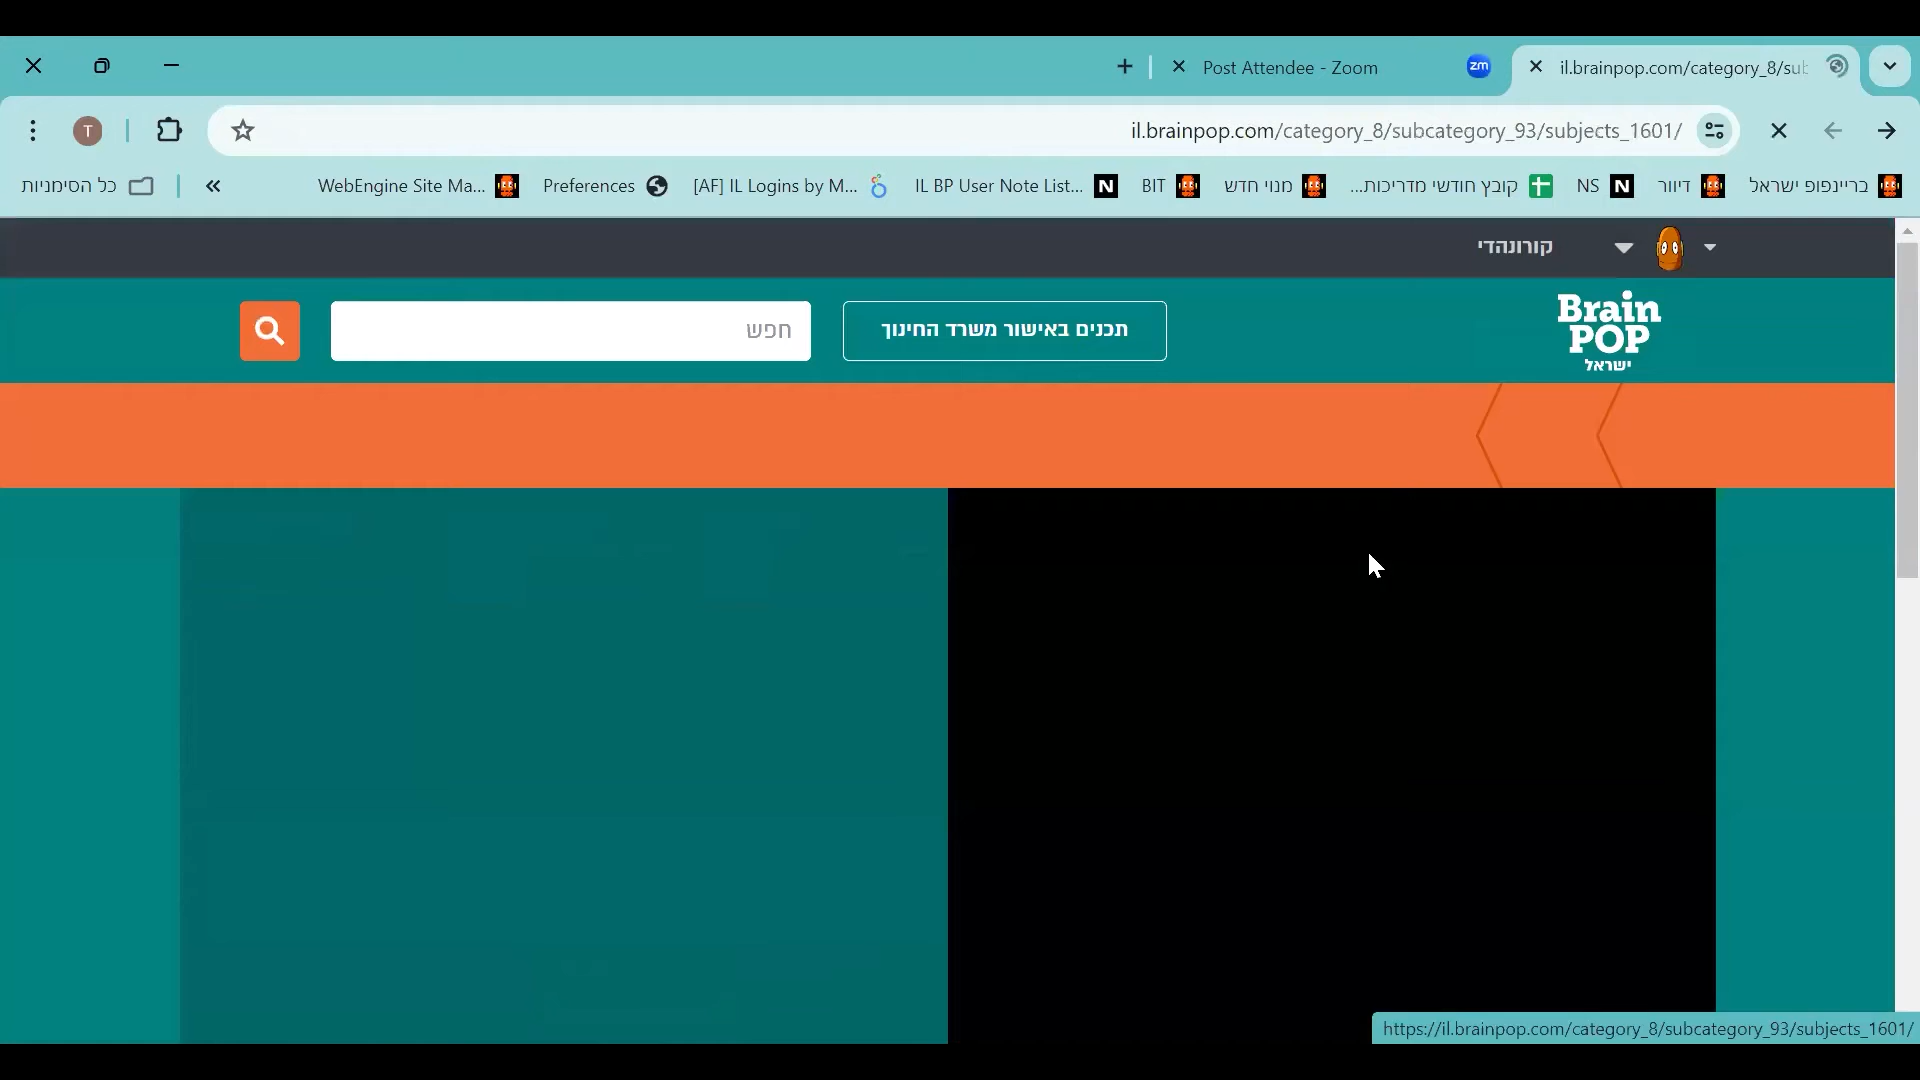 il.brainpop.com/category_8/sub
Post Attendee - Zoom
zm
il.brainpop.com/category_8/subcategory_93/subjects_1601/
T
בריינפופ ישראל
דיוור
NS
קובץ חודשי מדריכות...
מנוי חדש
BIT
IL BP User Note List...
[AF] IL Logins by M...
Preferences
WebEngine Site Ma...
כל הסימניות
קורונהדי
Brain
POP
ישראל
תכנים באישור משרד החינוך
חפש
https://il.brainpop.com/category_8/subcategory_93/subjects_1601/